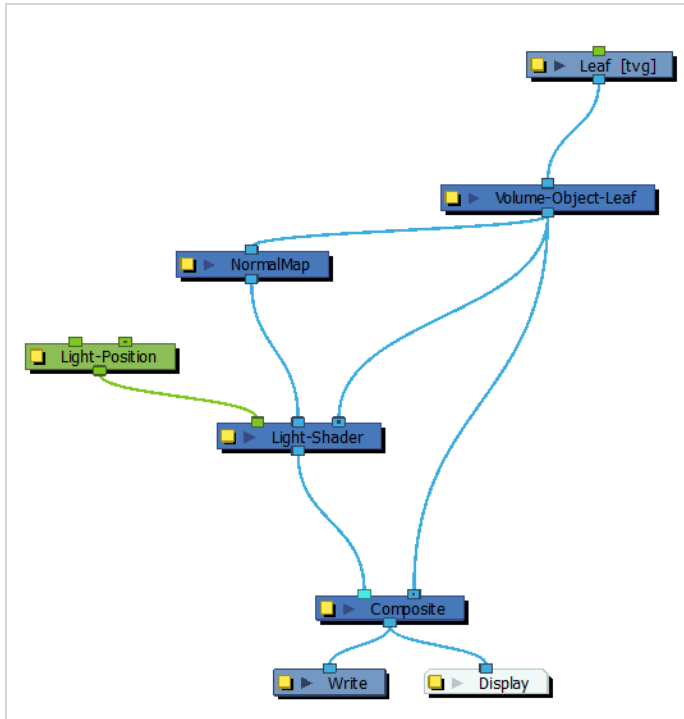 Leaf [tvg]
Volume-Object-Leaf
NormalMap
Light-Position
Light-Shader
Composite
Write
Display